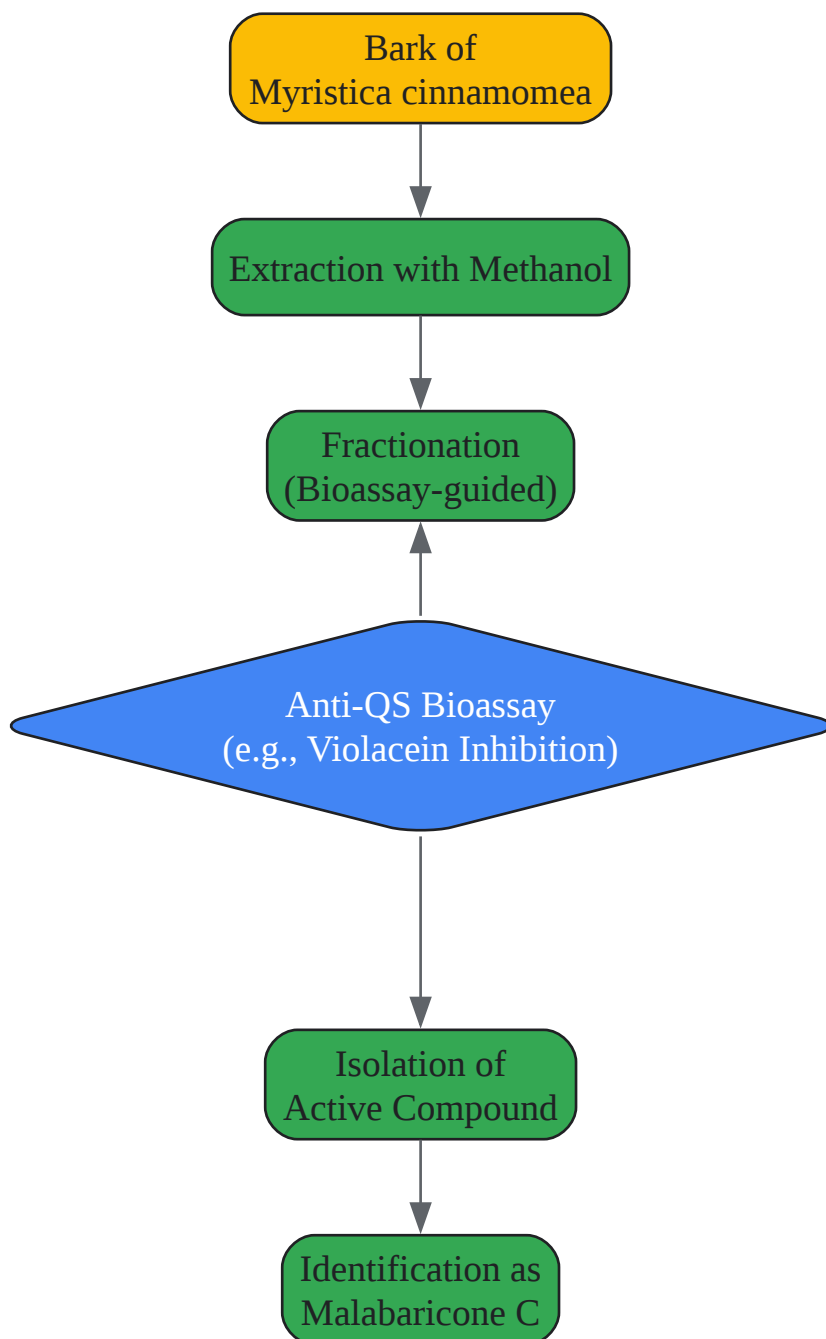 Bark of
Myristica cinnamomea
Extraction with Methanol
Fractionation
(Bioassay-guided)
Anti-QS Bioassay
(e.g., Violacein Inhibition)
Isolation of
Active Compound
Identification as
Malabaricone C